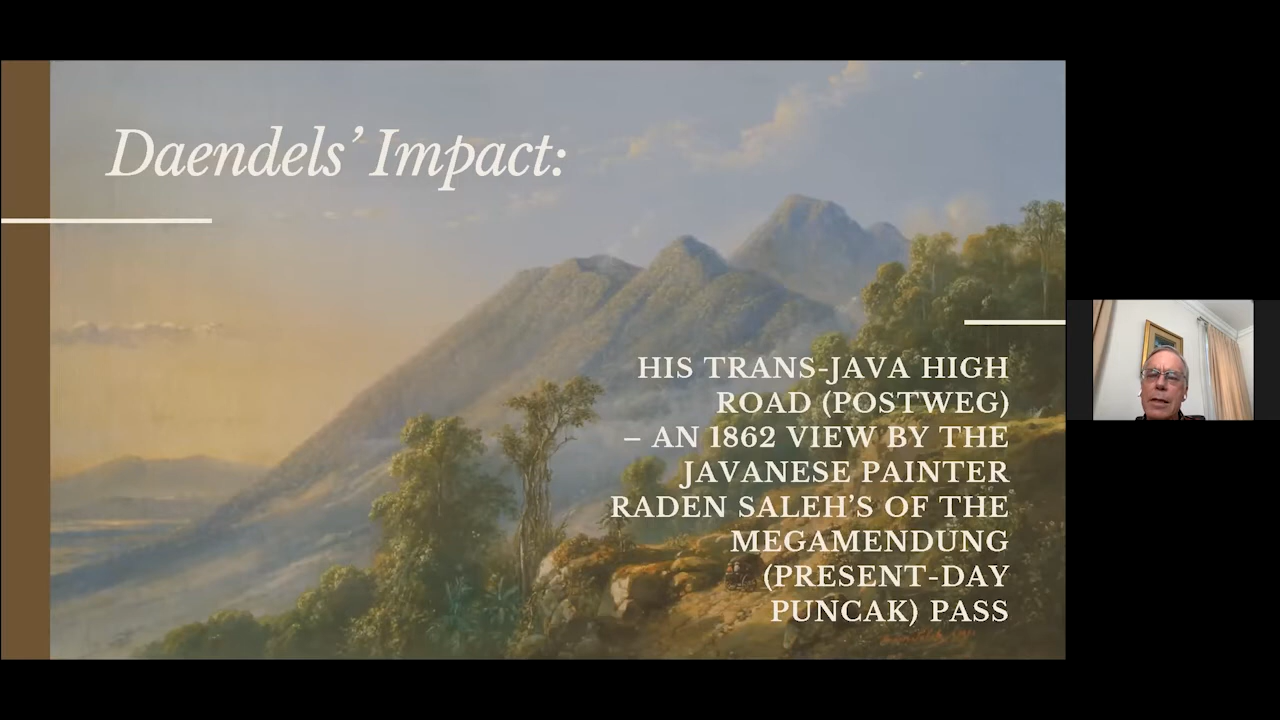 Daendels’ Impact:
HIS TRANS-JAVA HIGH
ROAD (POSTWEG)
– AN 1862 VIEW BY THE
JAVANESE PAINTER
RADEN SALEH’S OF THE
MEGAMENDUNG
(PRESENT-DAY
PUNCAK) PASS